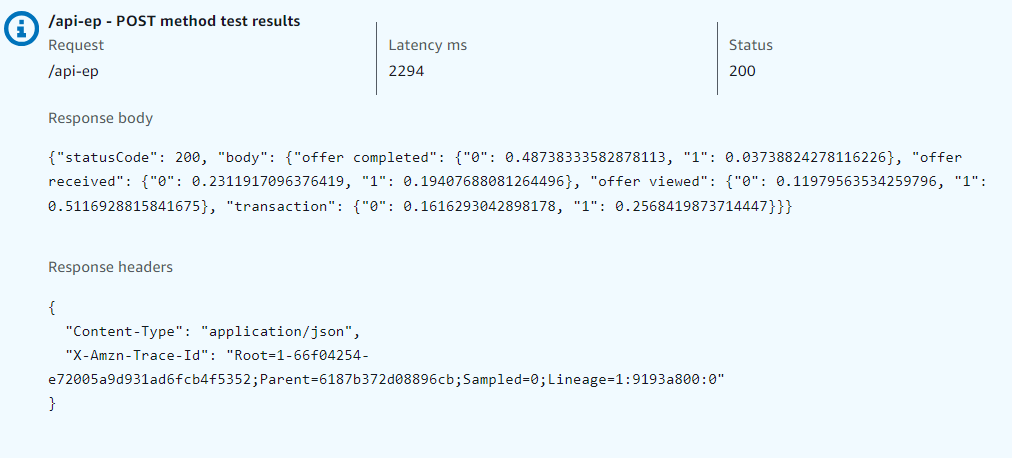 /api-ep - POST method test results
Request
Latency ms
Status
/api-ep
2294
200
Response body
{"statusCode": 200, "body": {"offer completed": {"0": 0.48738333582878113, "1": 0.03738824278116226}, "offer
received": {"0": 0.2311917096376419, "1": 0.19407688081264496}, "offer viewed": {"0": 0.11979563534259796, "1":
0.5116928815841675}, "transaction": {"0": 0.1616293042898178, "1": 0.2568419873714447}}}
Response headers
{
"Content-Type": "application/json",
"X-Amzn-Trace-Id": "Root=1-66f04254-
e72005a9d931ad6fcb4f5352;Parent=6187b372d08896cb;Sampled=0;Lineage=1:9193a800:0"
}